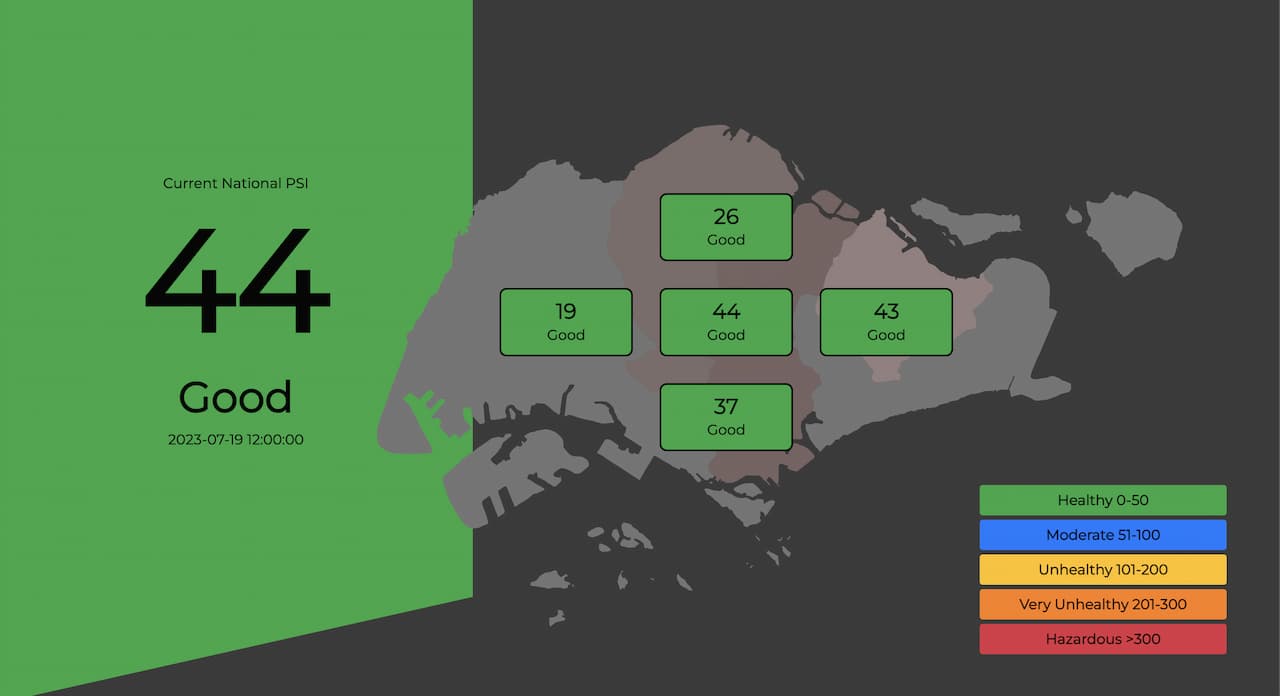 Current National PSI
44
Good
2023-07-19 12:00:00
26
Good
19
Good
44
Good
43
Good
37
Good
Healthy 0-50
Moderate 51-100
Unhealthy 101-200
Very Unhealthy 201-300
Hazardous >300